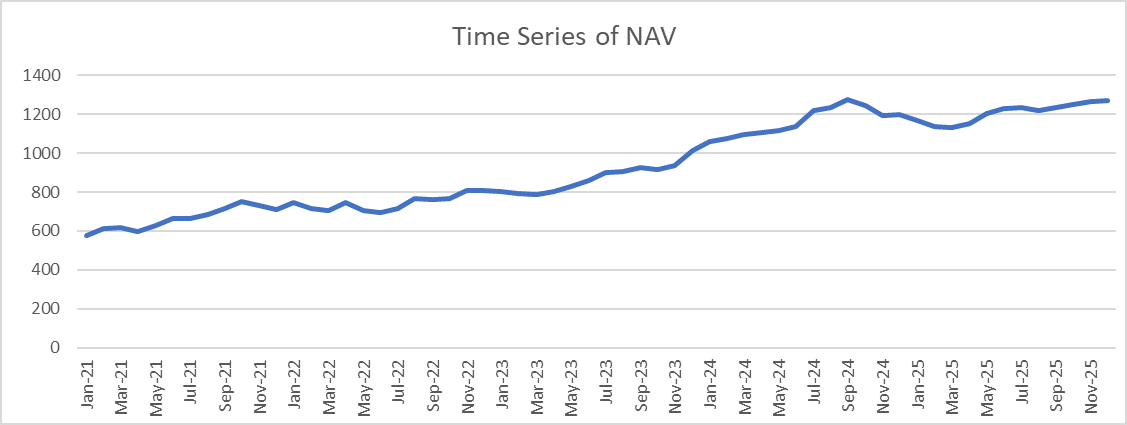 Time Series of NAV
1400
1200
1000
800
600
400
200
0
Jan-21
Mar-21
May-21
Jul-21
Sep-21
Nov-21
Jan-22
Mar-22
May-22
Jul-22
Sep-22
Nov-22
Jan-23
Mar-23
May-23
Jul-23
Sep-23
Nov-23
Jan-24
Mar-24
May-24
Jul-24
Sep-24
Nov-24
Jan-25
Mar-25
May-25
Jul-25
Sep-25
Nov-25